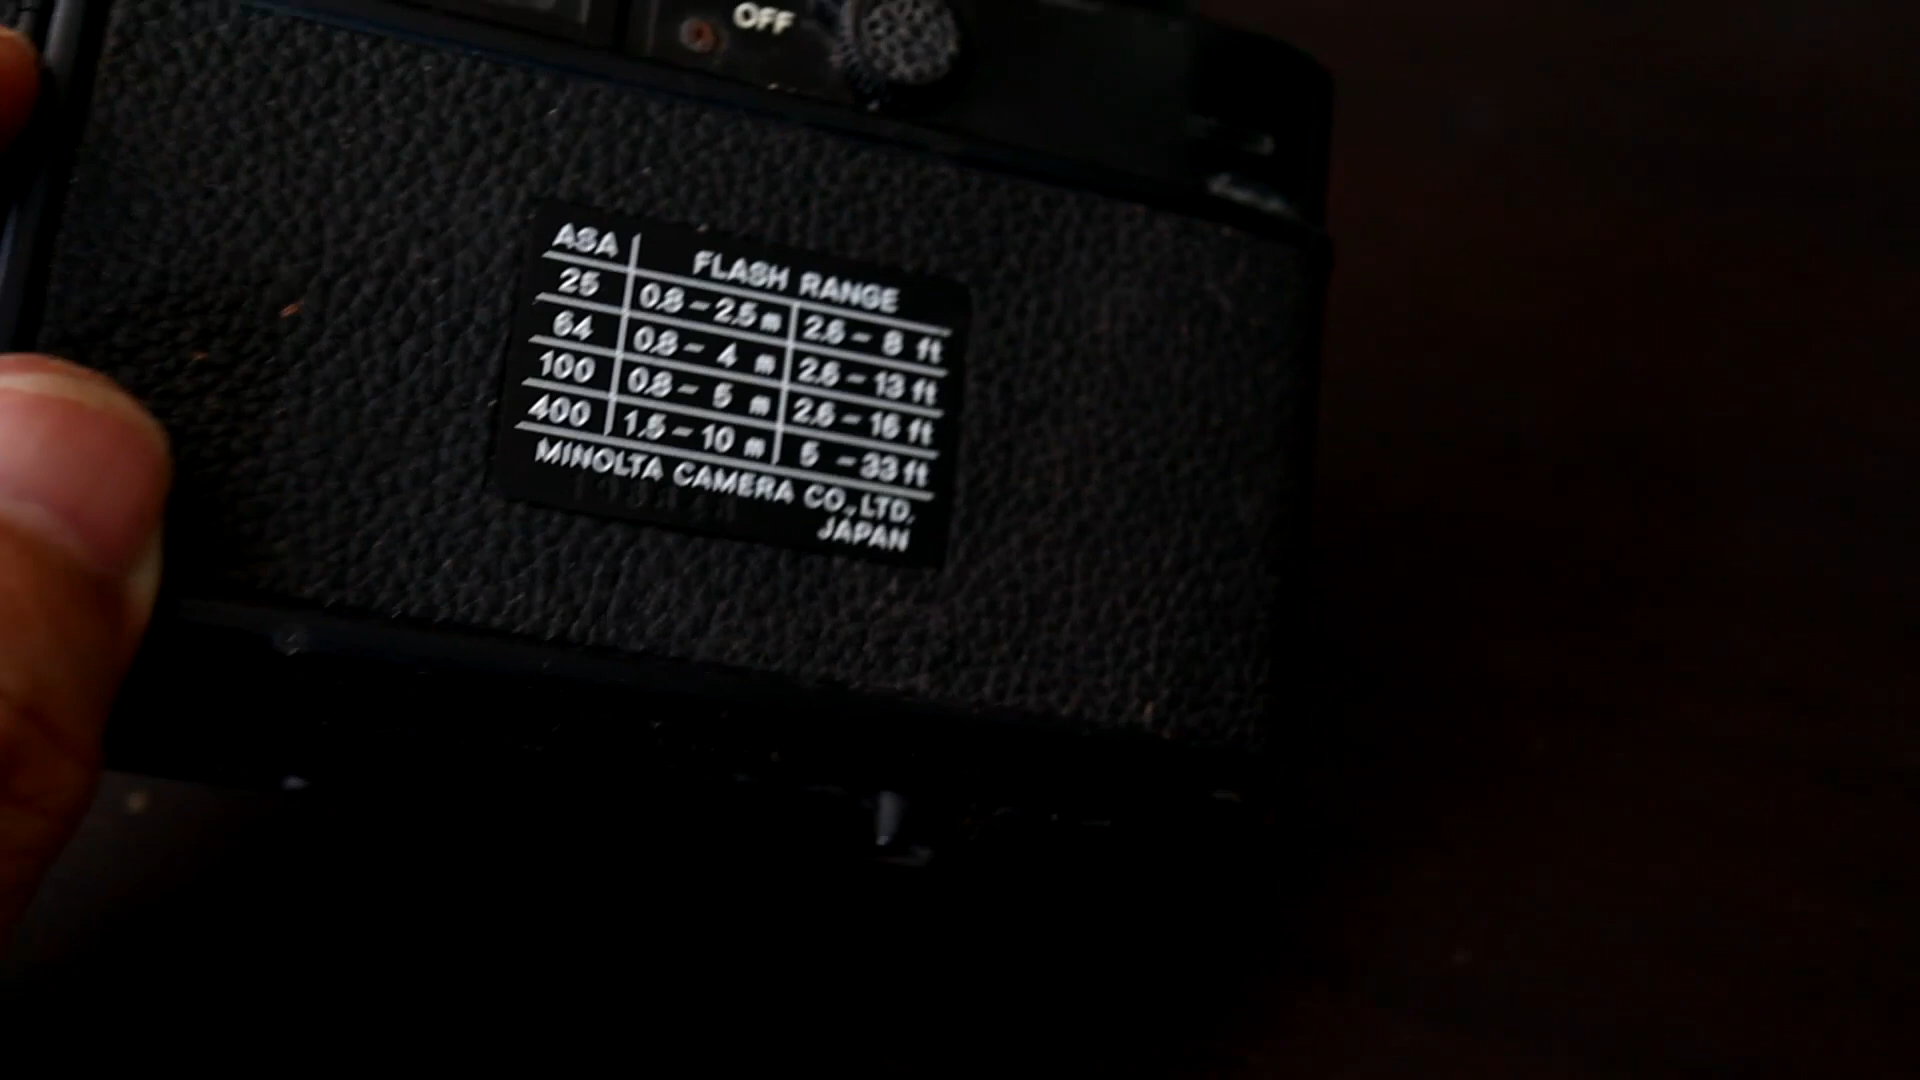 OFF
ASA FLASH RANGE
25 0.8 - 2.5 m 2.6 - 8 ft
64 0.8 - 4 m 2.6 - 13 ft
100 0.8 - 5 m 2.6 - 16 ft
400 1.5 - 10 m 5 - 33 ft
MINOLTA CAMERA CO., LTD.
JAPAN